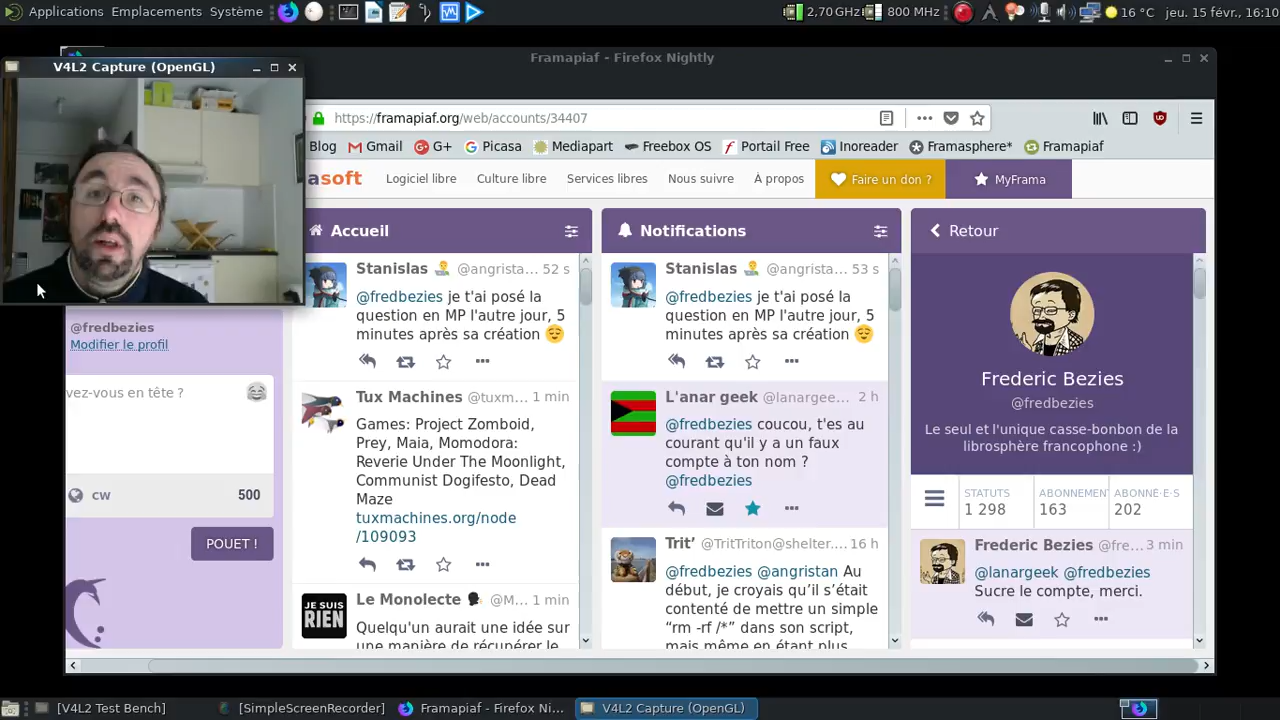 Applications Emplacements Système
2,70 GHz 800 MHz 16 °C jeu. 15 févr., 16:10
V4L2 Capture (OpenGL)
Framapiaf - Firefox Nightly
https://framapiaf.org/web/accounts/34407
Blog Gmail G+ Picasa Mediapart Freebox OS Portail Free Inoreader Framasphere* Framapiaf
asoft Logiciel libre Culture libre Services libres Nous suivre À propos Faire un don ? MyFrama
@fredbezies
Modifier le profil
vez-vous en tête ?
CW 500
POUET !
Accueil
Stanislas @angrista... 52 s
@fredbezies je t'ai posé la
question en MP l'autre jour, 5
minutes après sa création
Tux Machines @tuxm... 1 min
Games: Project Zomboid,
Prey, Maia, Momodora:
Reverie Under The Moonlight,
Communist Dogifesto, Dead
Maze
tuxmachines.org/node
/109093
JE SUIS
RIEN
Le Monolecte @M... 1 min
Quelqu'un aurait une idée sur
une manière de récupérer le
Notifications
Stanislas @angrista... 53 s
@fredbezies je t'ai posé la
question en MP l'autre jour, 5
minutes après sa création
L'anar geek @lanargee... 2 h
@fredbezies coucou, t'es au
courant qu'il y a un faux
compte à ton nom ?
@fredbezies
Trit’ @TritTriton@shelter.... 16 h
@fredbezies @angristan Au
début, je croyais qu’il s’était
contenté de mettre un simple
“rm -rf /*” dans son script,
mais même en étant plus
Retour
Frederic Bezies
@fredbezies
Le seul et l'unique casse-bonbon de la
librosphère francophone :)
STATUTS ABONNEMENT ABONNÉ·E·S
1 298 163 202
Frederic Bezies @fre... 3 min
@lanargeek @fredbezies
Sucre le compte, merci.
[V4L2 Test Bench] [SimpleScreenRecorder] Framapiaf - Firefox Ni... V4L2 Capture (OpenGL)